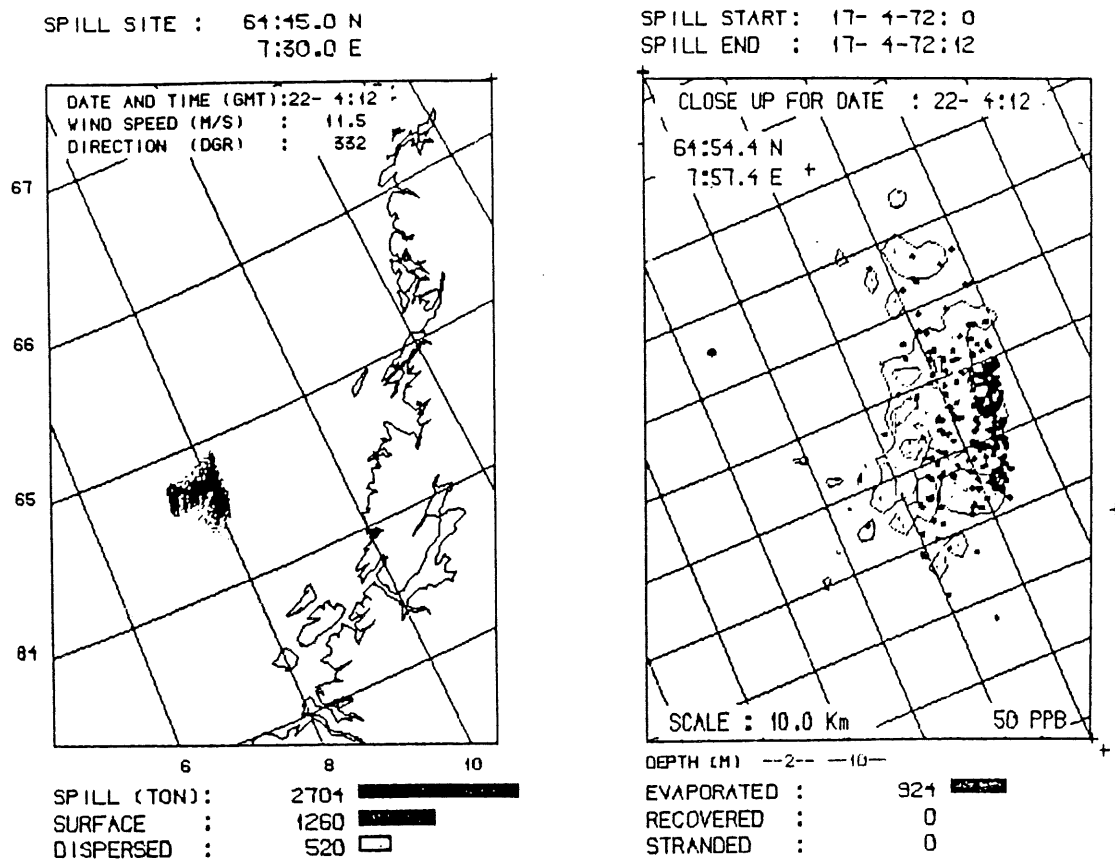 SPILL SITE : 64:45.0 N
7:30.0 E
SPILL START: 17- 4-72: 0
SPILL END : 17- 4-72:12
DATE AND TIME (GMT):22- 4:12
WIND SPEED (M/S) : 11.5
DIRECTION (DGR) : 332
67
66
65
64
6 8 10
CLOSE UP FOR DATE : 22- 4:12
64:54.4 N
7:57.4 E
SCALE : 10.0 Km 50 PPB
DEPTH (M) --2-- —10—
SPILL (TON): 2704
SURFACE : 1260
DISPERSED : 520
EVAPORATED : 924
RECOVERED : 0
STRANDED : 0